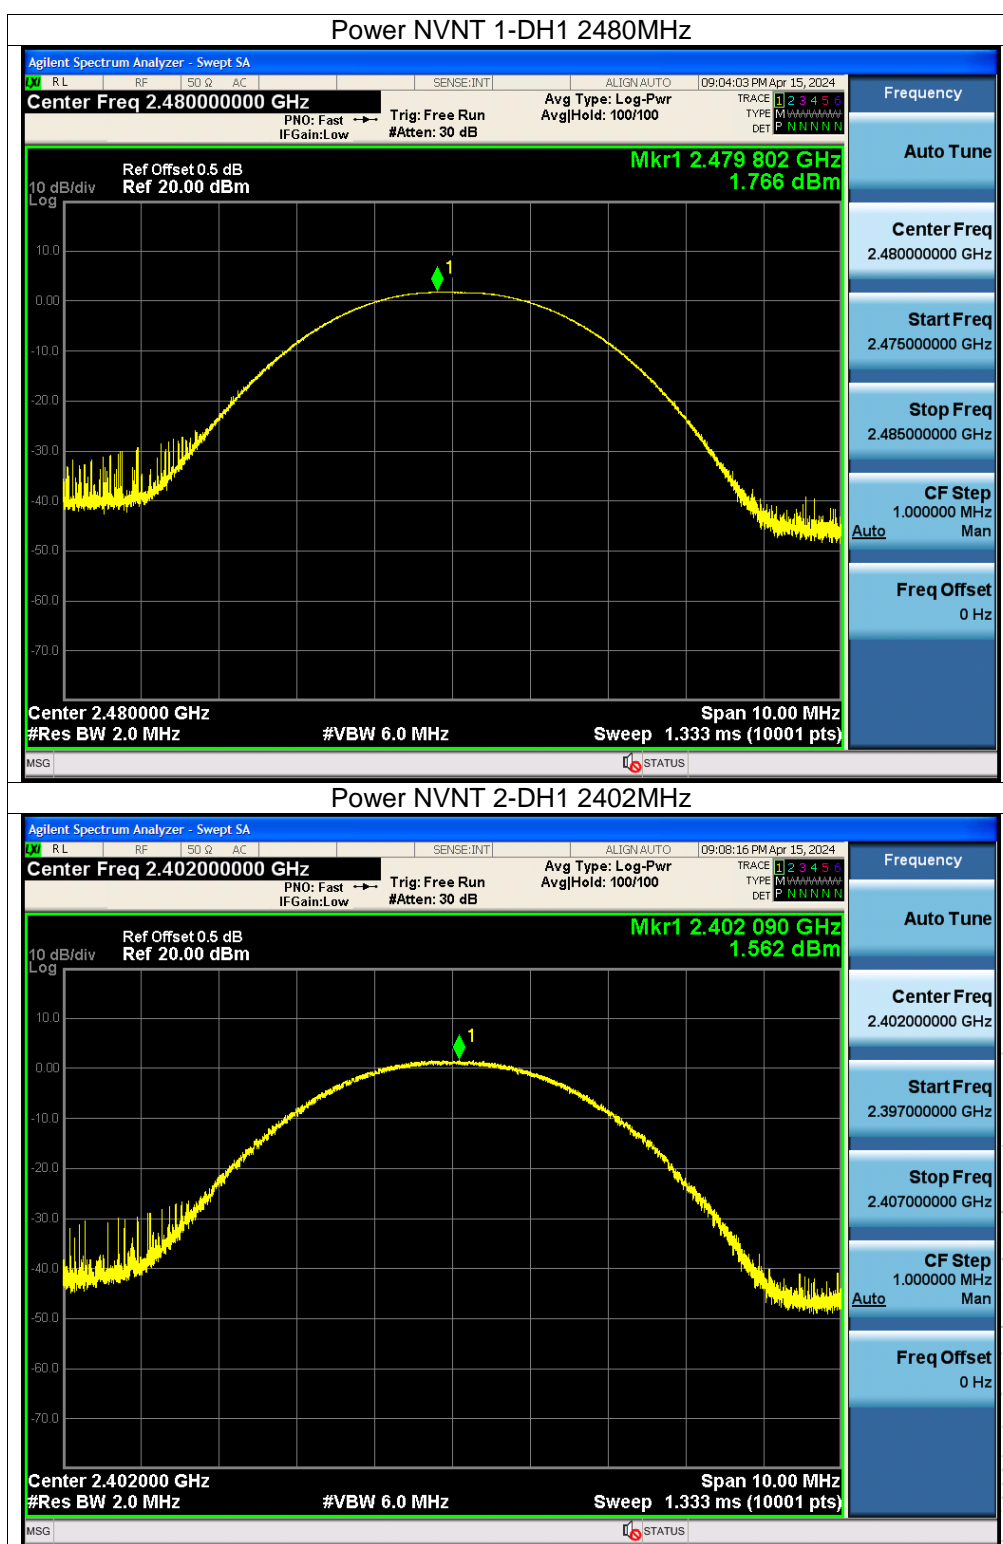 Power NVNT 1-DH1 2480MHz
Agilent Spectrum Analyzer - Swept SA
LXI RL RF 50 Ω AC SENSE:INT ALIGN AUTO 09:04:03 PM Apr 15, 2024
Center Freq 2.480000000 GHz
PNO: Fast
IFGain:Low
Trig: Free Run
#Atten: 30 dB
Avg Type: Log-Pwr
Avg|Hold: 100/100
TRACE 1 2 3 4 5 6
TYPE M W W W W W
DET P N N N N N
Frequency
Ref Offset 0.5 dB
10 dB/div Ref 20.00 dBm
Log
Mkr1 2.479 802 GHz
1.766 dBm
10.0
0.00
-10.0
-20.0
-30.0
-40.0
-50.0
-60.0
-70.0
1
Center 2.480000 GHz
Span 10.00 MHz
#Res BW 2.0 MHz
#VBW 6.0 MHz
Sweep 1.333 ms (10001 pts)
MSG
STATUS
Auto Tune
Center Freq
2.480000000 GHz
Start Freq
2.475000000 GHz
Stop Freq
2.485000000 GHz
CF Step
1.000000 MHz
Auto Man
Freq Offset
0 Hz
Power NVNT 2-DH1 2402MHz
Agilent Spectrum Analyzer - Swept SA
LXI RL RF 50 Ω AC SENSE:INT ALIGN AUTO 09:08:16 PM Apr 15, 2024
Center Freq 2.402000000 GHz
PNO: Fast
IFGain:Low
Trig: Free Run
#Atten: 30 dB
Avg Type: Log-Pwr
Avg|Hold: 100/100
TRACE 1 2 3 4 5 6
TYPE M W W W W W
DET P N N N N N
Frequency
Ref Offset 0.5 dB
10 dB/div Ref 20.00 dBm
Log
Mkr1 2.402 090 GHz
1.562 dBm
10.0
0.00
-10.0
-20.0
-30.0
-40.0
-50.0
-60.0
-70.0
1
Center 2.402000 GHz
Span 10.00 MHz
#Res BW 2.0 MHz
#VBW 6.0 MHz
Sweep 1.333 ms (10001 pts)
MSG
STATUS
Auto Tune
Center Freq
2.402000000 GHz
Start Freq
2.397000000 GHz
Stop Freq
2.407000000 GHz
CF Step
1.000000 MHz
Auto Man
Freq Offset
0 Hz